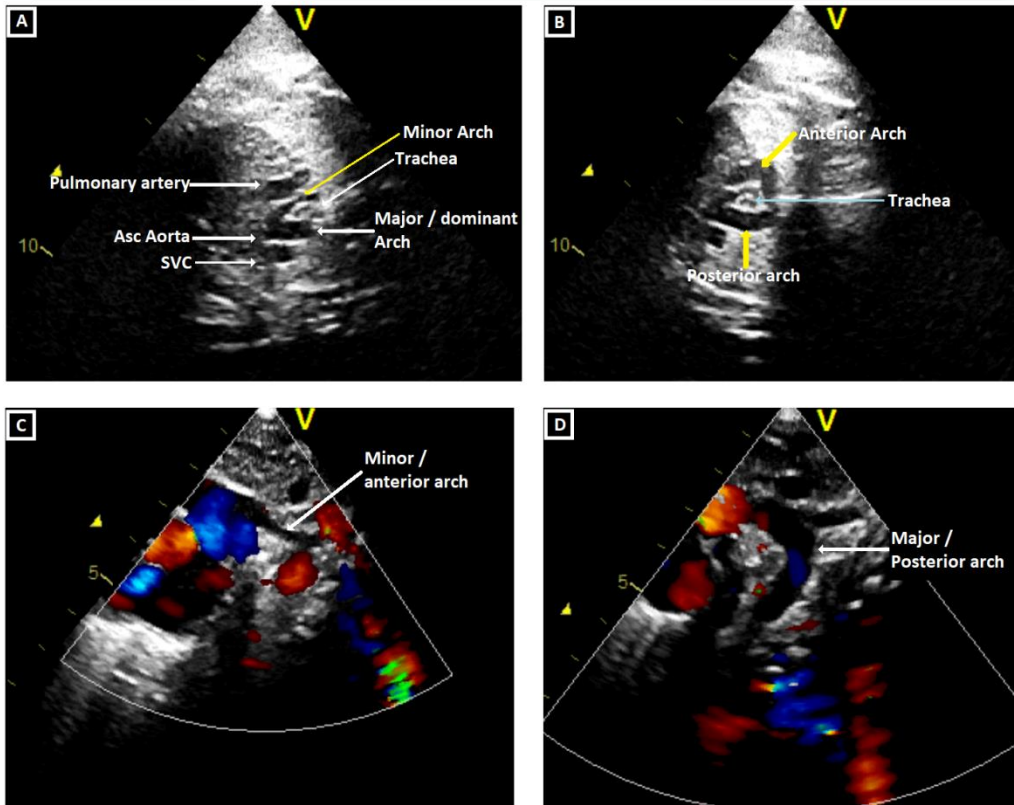 A
V
Minor Arch
Trachea
Pulmonary artery
Major / dominant
Arch
Asc Aorta
10
SVC
B
V
Anterior Arch
Trachea
10
Posterior arch
C
V
Minor /
anterior arch
5
D
V
Major /
Posterior arch
5